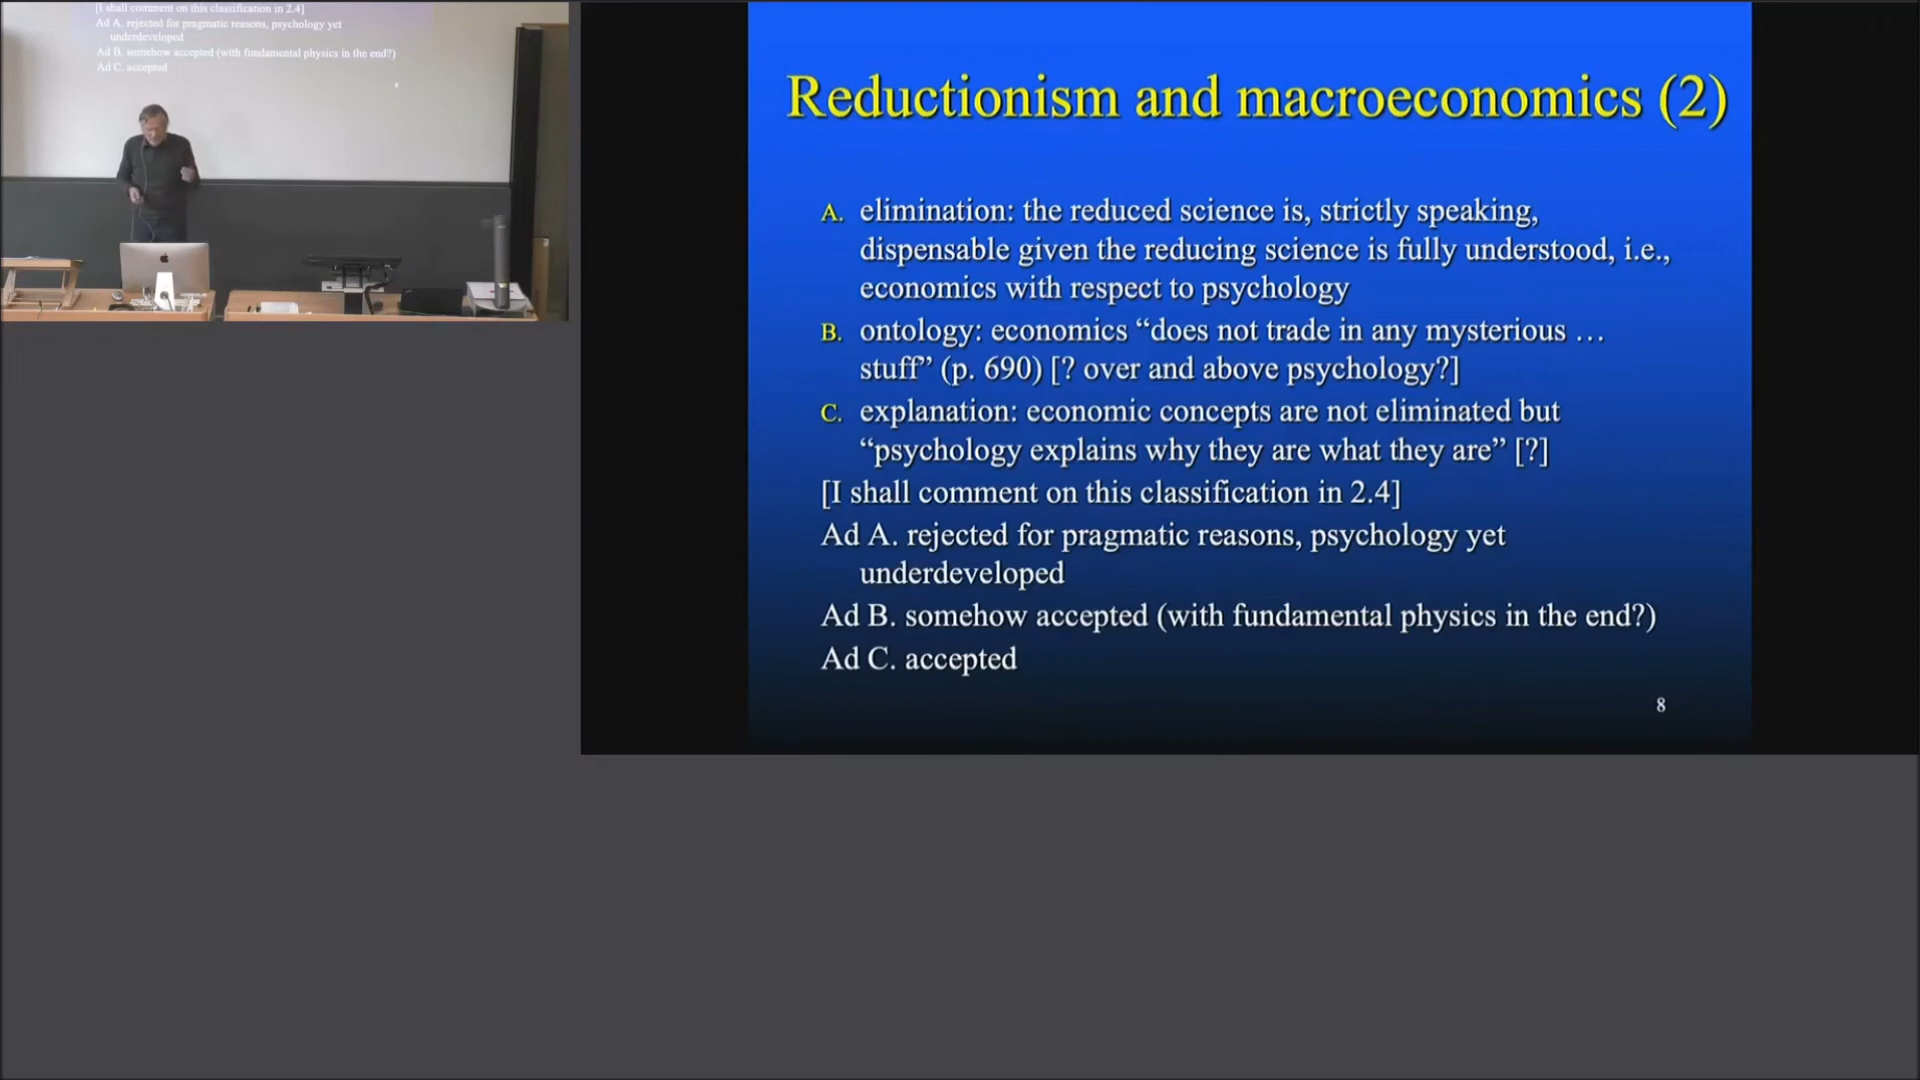 [I shall comment on this classification in 2.4]
Ad A. rejected for pragmatic reasons, psychology yet
underdeveloped
Ad B. somehow accepted (with fundamental physics in the end?)
Ad C. accepted
Reductionism and macroeconomics (2)
A. elimination: the reduced science is, strictly speaking,
dispensable given the reducing science is fully understood, i.e.,
economics with respect to psychology
B. ontology: economics “does not trade in any mysterious …
stuff” (p. 690) [? over and above psychology?]
C. explanation: economic concepts are not eliminated but
“psychology explains why they are what they are” [?]
[I shall comment on this classification in 2.4]
Ad A. rejected for pragmatic reasons, psychology yet
underdeveloped
Ad B. somehow accepted (with fundamental physics in the end?)
Ad C. accepted
8